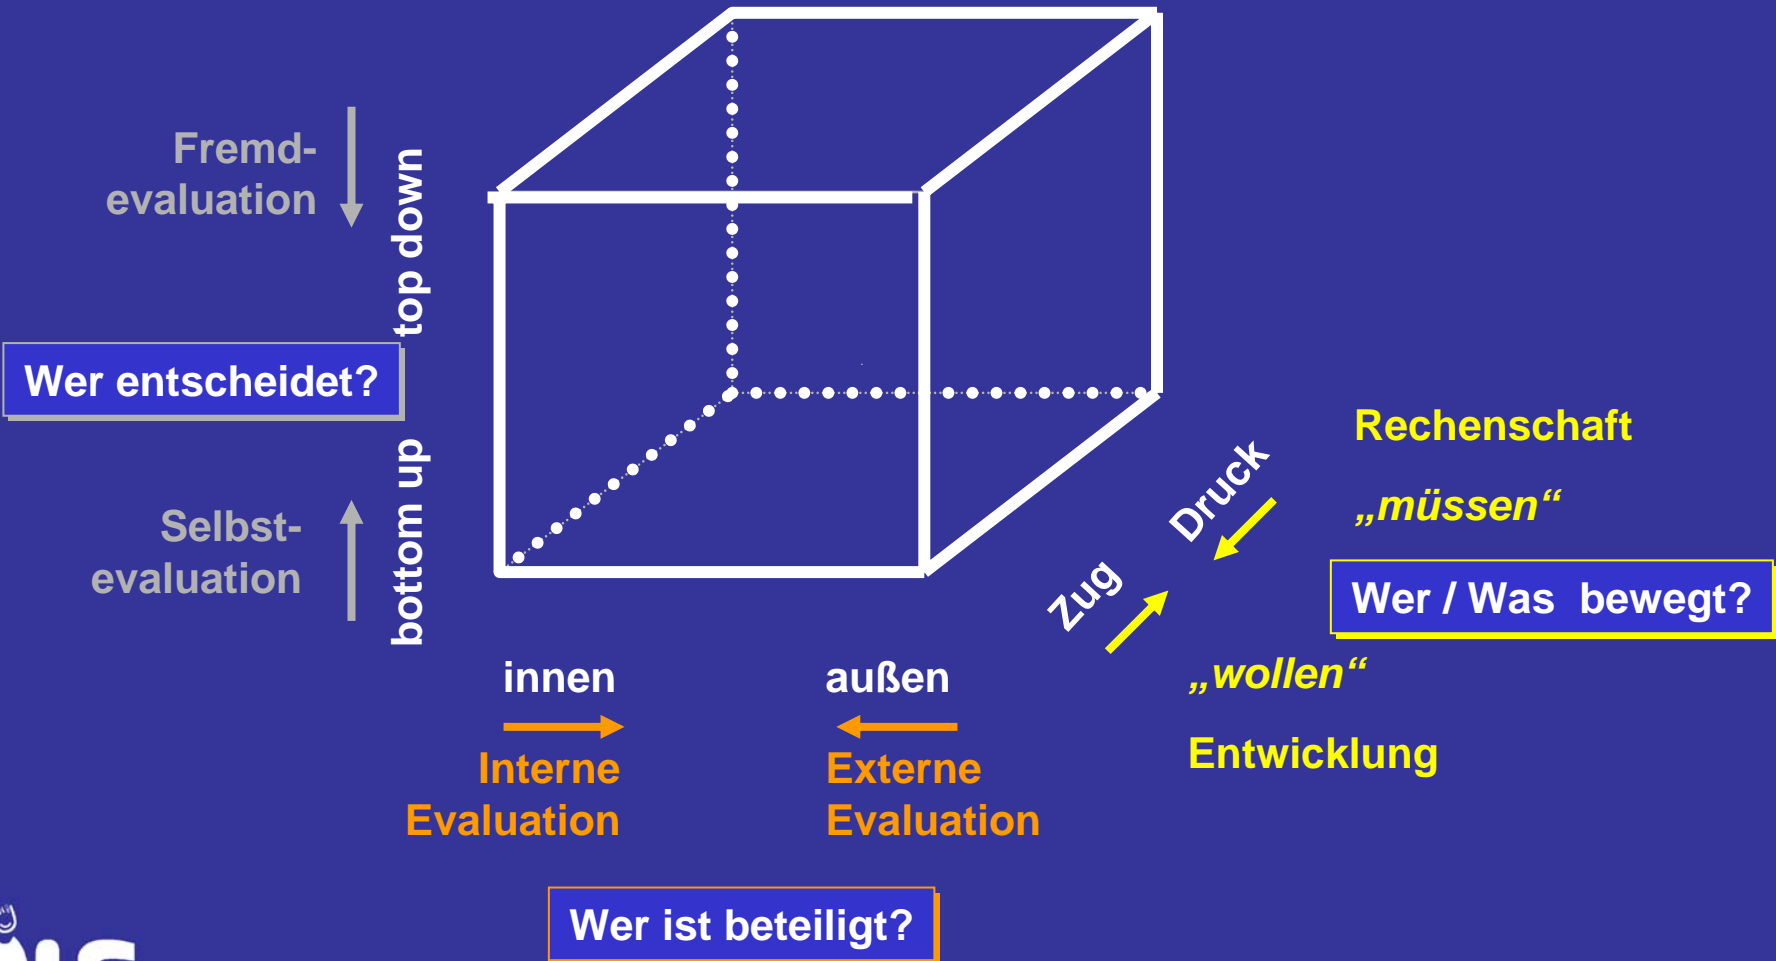 Fremd-
evaluation
top down
Wer entscheidet?
Selbst-
evaluation
bottom up
innen
außen
Interne
Evaluation
Externe
Evaluation
Wer ist beteiligt?
Druck
Zug
Rechenschaft
„müssen“
Wer / Was bewegt?
„wollen“
Entwicklung